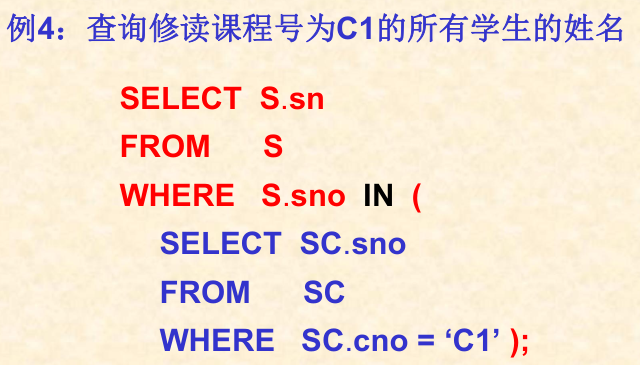 例4：查询修读课程号为C1的所有学生的姓名
SELECT S.sn
FROM S
WHERE S.sno IN (
SELECT SC.sno
FROM SC
WHERE SC.cno = ‘C1’ );